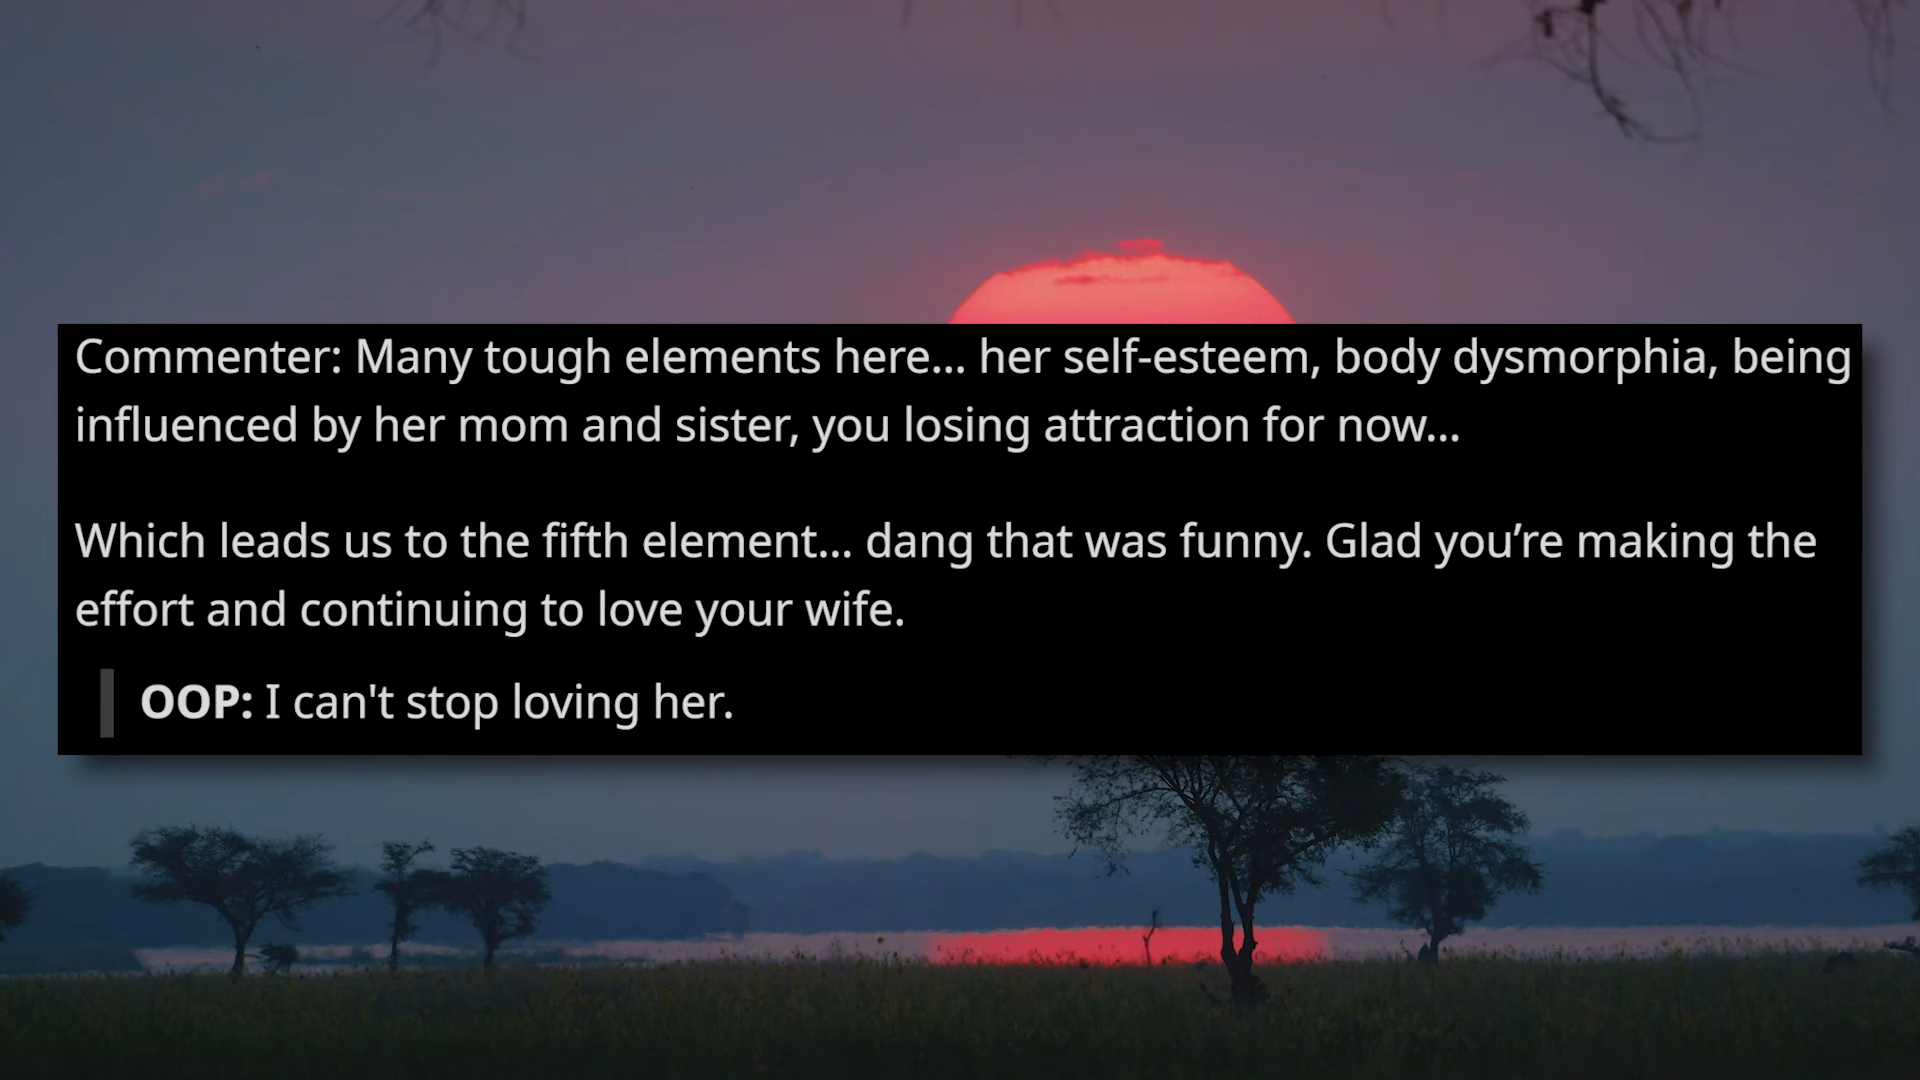 Commenter: Many tough elements here... her self-esteem, body dysmorphia, being
influenced by her mom and sister, you losing attraction for now...
Which leads us to the fifth element... dang that was funny. Glad you’re making the
effort and continuing to love your wife.
OOP: I can't stop loving her.